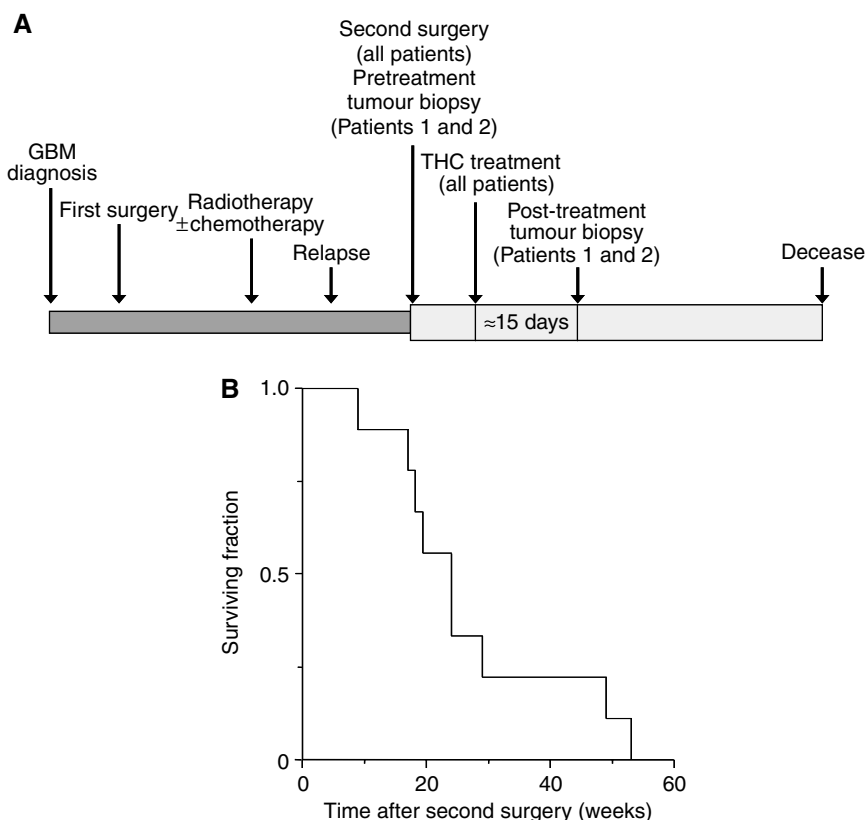 A
Second surgery
(all patients)
Pretreatment
tumour biopsy
(Patients 1 and 2)
GBM
diagnosis
First surgery
Radiotherapy
±chemotherapy
Relapse
THC treatment
(all patients)
Post-treatment
tumour biopsy
(Patients 1 and 2)
Decease
≈15 days
B
1.0
0.5
0
Surviving fraction
0
20
40
60
Time after second surgery (weeks)